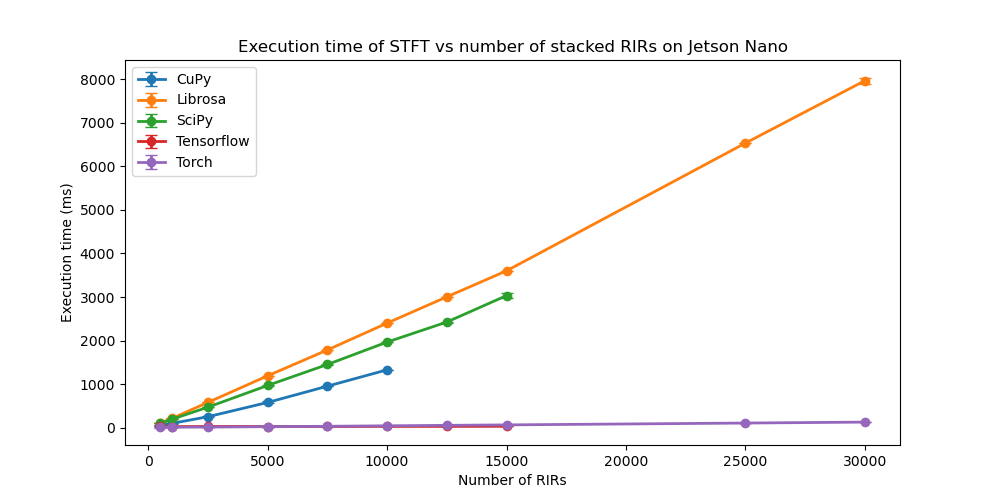 Execution time of STFT vs number of stacked RIRs on Jetson Nano
CuPy
Librosa
SciPy
Tensorflow
Torch
Execution time (ms)
8000
7000
6000
5000
4000
3000
2000
1000
0
0 5000 10000 15000 20000 25000 30000
Number of RIRs